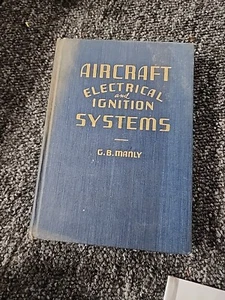 AIRCRAFT
ELECTRICAL
and
IGNITION
SYSTEMS
G.B. MANLY